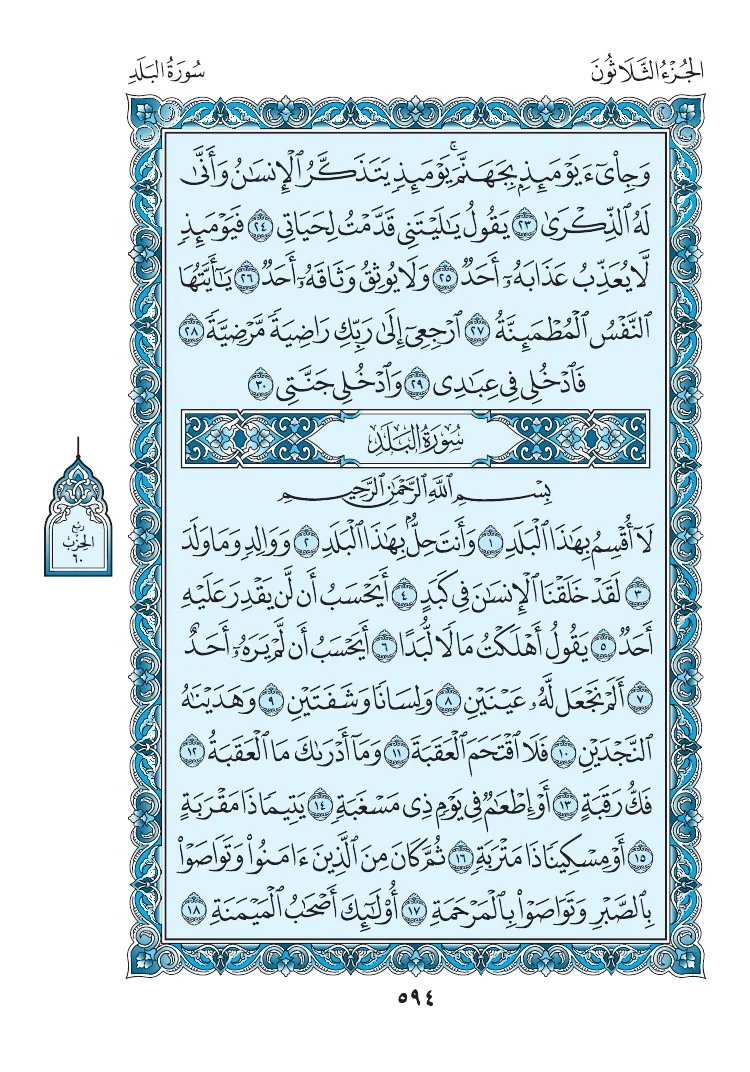 الجُزْءُ الثَّلَاثُونَ
سُورَةُ البَلَدِ
وَجِاْىٓءَ يَوْمَئِذِۭ بِجَهَنَّمَۚ يَوْمَئِذٖ يَتَذَكَّرُ ٱلْإِنسَٰنُ وَأَنَّىٰ
لَهُ ٱلذِّكْرَىٰ ٢٣ يَقُولُ يَٰلَيْتَنِى قَدَّمْتُ لِحَيَاتِى ٢٤ فَيَوْمَئِذٖ
لَّا يُعَذِّبُ عَذَابَهُۥٓ أَحَدٞ ٢٥ وَلَا يُوثِقُ وَثَاقَهُۥٓ أَحَدٞ ٢٦ يَٰٓأَيَّتُهَا
ٱلنَّفْسُ ٱلْمُطْمَئِنَّةُ ٢٧ ٱرْجِعِىٓ إِلَىٰ رَبِّكِ رَاضِيَةٗ مَّرْضِيَّةٗ ٢٨
فَٱدْخُلِى فِى عِبَٰدِى ٢٩ وَٱدْخُلِى جَنَّتِى ٣٠
سُورَةُ البَلَدِ
بِسْمِ ٱللَّهِ ٱلرَّحْمَٰنِ ٱلرَّحِيمِ
لَآ أُقْسِمُ بِهَٰذَا ٱلْبَلَدِ ١ وَأَنتَ حِلُّۢ بِهَٰذَا ٱلْبَلَدِ ٢ وَوَالِدٖ وَمَا وَلَدَ
٣ لَقَدْ خَلَقْنَا ٱلْإِنسَٰنَ فِى كَبَدٍ ٤ أَيَحْسَبُ أَن لَّن يَقْدِرَ عَلَيْهِ
أَحَدٞ ٥ يَقُولُ أَهْلَكْتُ مَالٗا لُّبَدًا ٦ أَيَحْسَبُ أَن لَّمْ يَرَهُۥٓ أَحَدٌ
٧ أَلَمْ نَجْعَل لَّهُۥ عَيْنَيْنِ ٨ وَلِسَانٗا وَشَفَتَيْنِ ٩ وَهَدَيْنَٰهُ
ٱلنَّجْدَيْنِ ١٠ فَلَا ٱقْتَحَمَ ٱلْعَقَبَةَ ١١ وَمَآ أَدْرَىٰكَ مَا ٱلْعَقَبَةُ ١٢
فَكُّ رَقَبَةٍ ١٣ أَوْ إِطْعَٰمٞ فِى يَوْمٖ ذِى مَسْغَبَةٖ ١٤ يَتِيمٗا ذَا مَقْرَبَةٍ
١٥ أَوْ مِسْكِينٗا ذَا مَتْرَبَةٖ ١٦ ثُمَّ كَانَ مِنَ ٱلَّذِينَ ءَامَنُوا۟ وَتَوَاصَوْا۟
بِٱلصَّبْرِ وَتَوَاصَوْا۟ بِٱلْمَرْحَمَةِ ١٧ أُو۟لَٰٓئِكَ أَصْحَٰبُ ٱلْمَيْمَنَةِ ١٨
ربع
الحزب
٦٠
٥٩٤